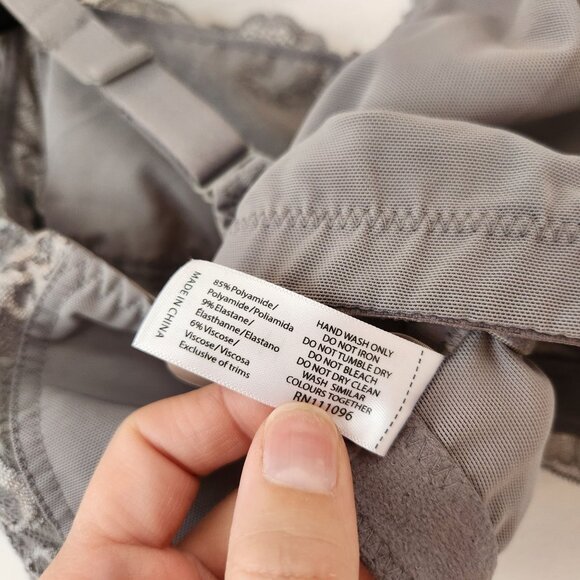 MADE IN CHINA
85% Polyamide/
Polyamide/Poliamida
9% Elastane/
Elasthanne/Elastano
6% Viscose/
Viscose/Viscosa
Exclusive of trims
HAND WASH ONLY
DO NOT IRON
DO NOT TUMBLE DRY
DO NOT BLEACH
DO NOT DRY CLEAN
WASH SIMILAR
COLOURS TOGETHER
RN111096